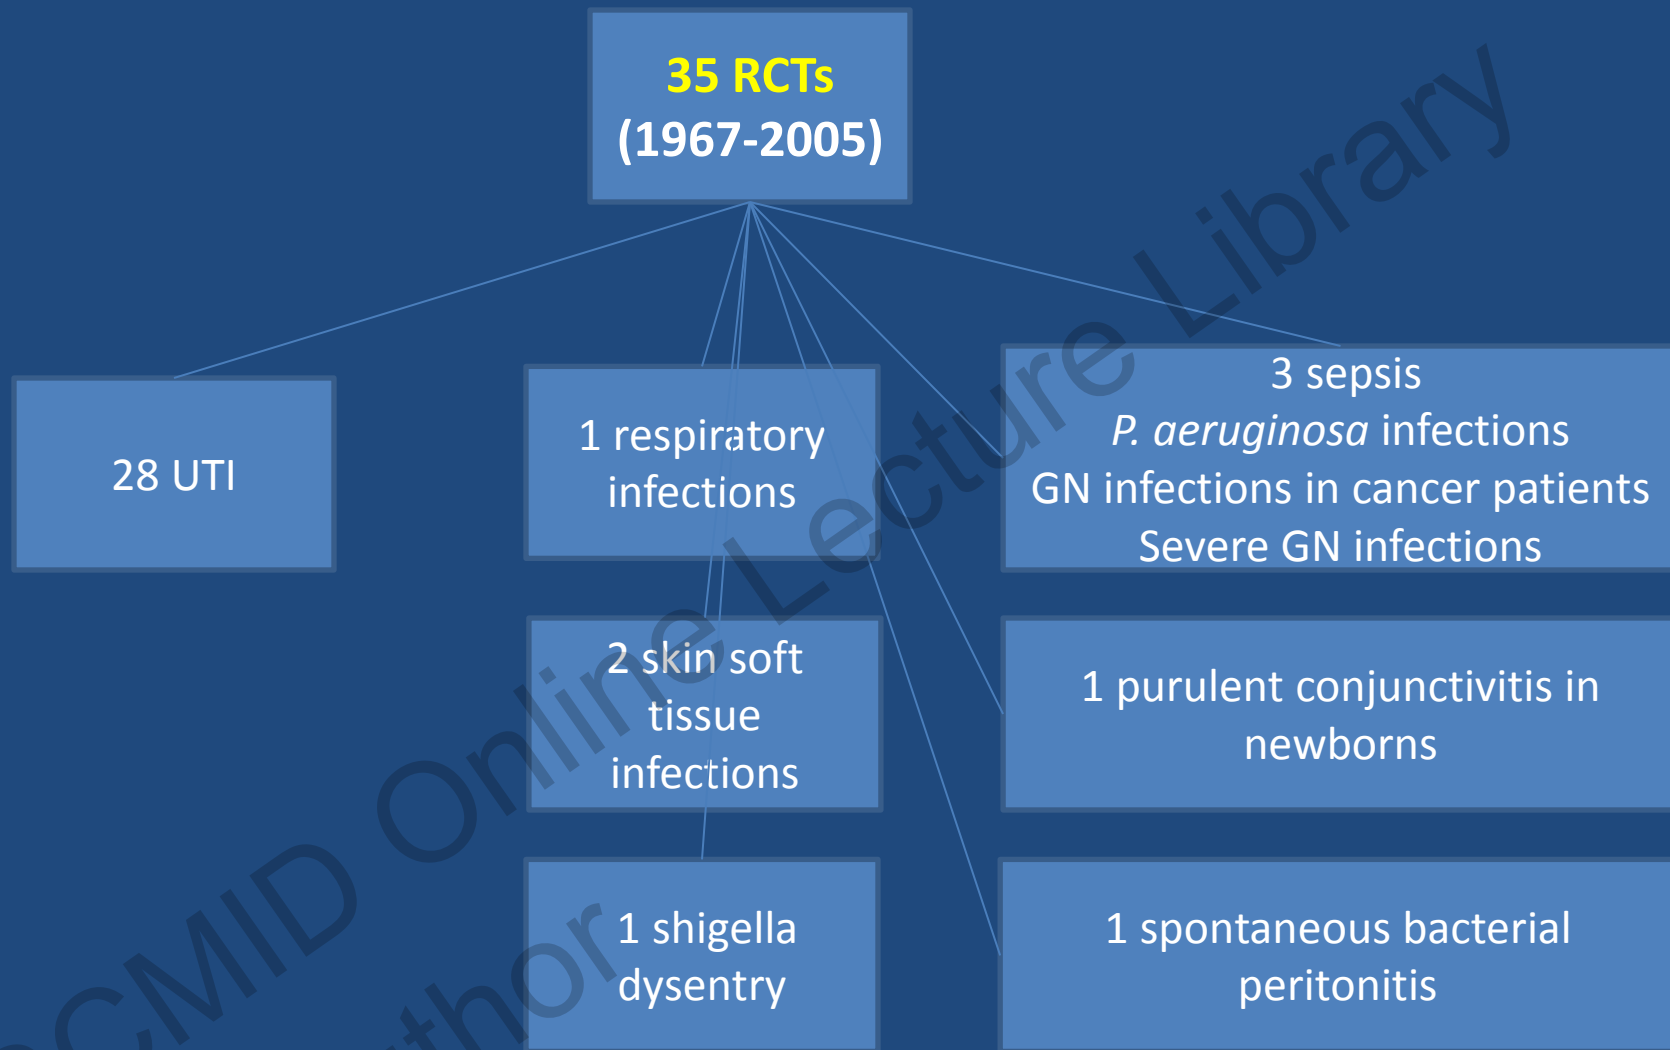 35 RCTs
(1967-2005)
28 UTI
1 respiratory
infections
3 sepsis
P. aeruginosa infections
GN infections in cancer patients
Severe GN infections
2 skin soft
tissue
infections
1 purulent conjunctivitis in
newborns
1 shigella
dysentry
1 spontaneous bacterial
peritonitis
CMID Online Lecture Library
thor